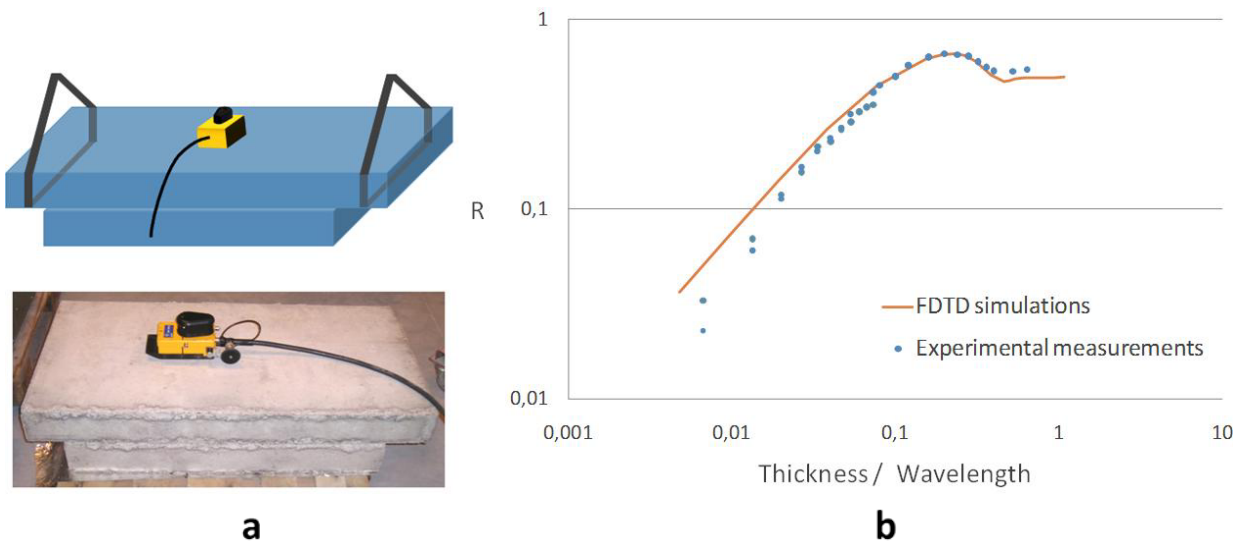 a
1
R
0,1
0,01
0,001
0,01
0,1
1
10
FDTD simulations
Experimental measurements
Thickness / Wavelength
b